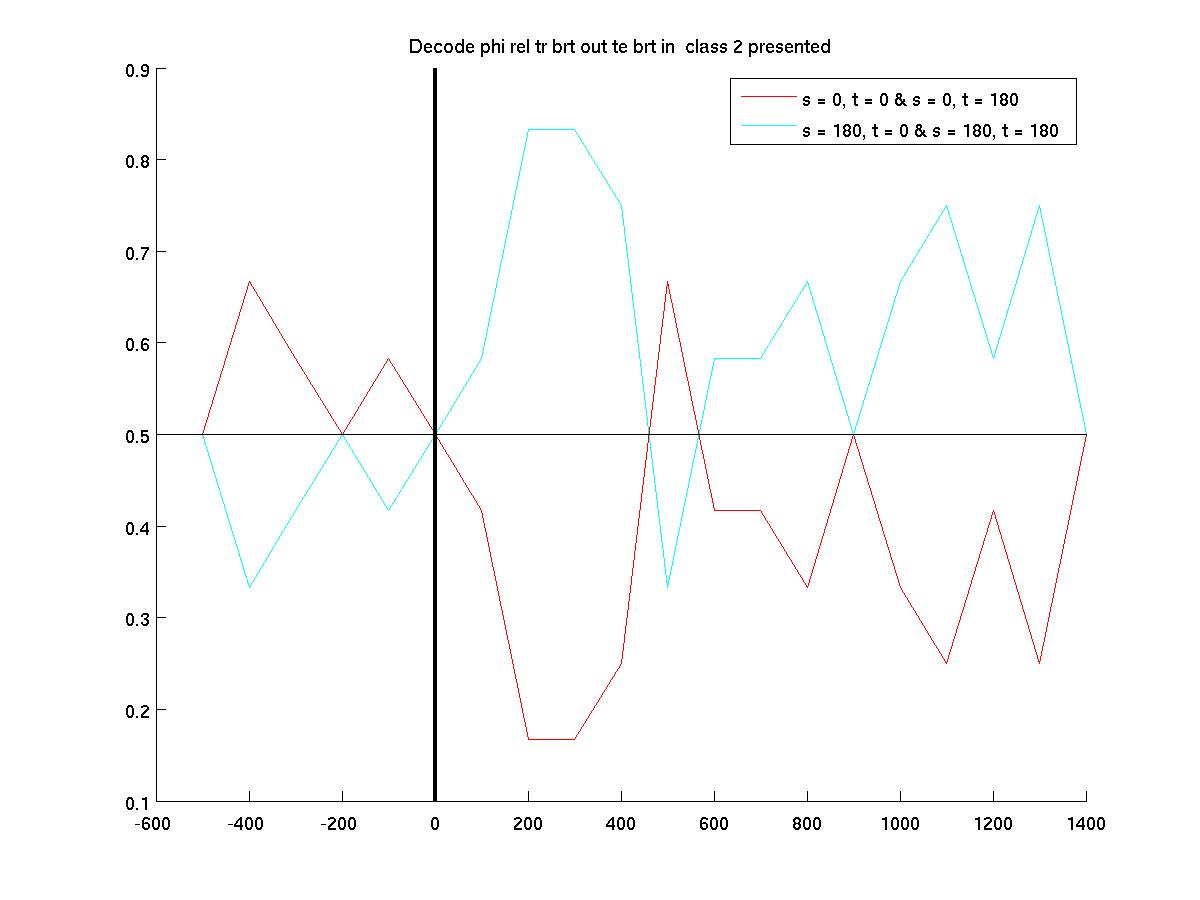 Decode phi rel tr brt out te brt in  class 2 presented
s = 0, t = 0 & s = 0, t = 180
s = 180, t = 0 & s = 180, t = 180
0.9
0.8
0.7
0.6
0.5
0.4
0.3
0.2
0.1
-600 -400 -200 0 200 400 600 800 1000 1200 1400